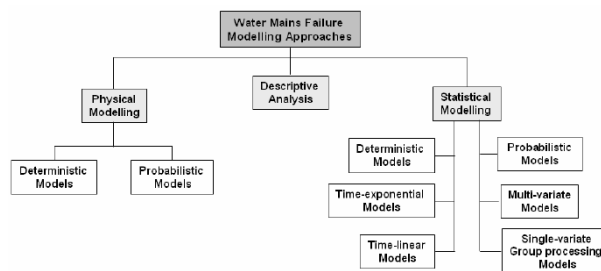 Water Mains Failure
Modelling Approaches
Physical
Modelling
Descriptive
Analysis
Statistical
Modelling
Deterministic
Models
Probabilistic
Models
Deterministic
Models
Time-exponential
Models
Time-linear
Models
Probabilistic
Models
Multi-variate
Models
Single-variate
Group processing
Models